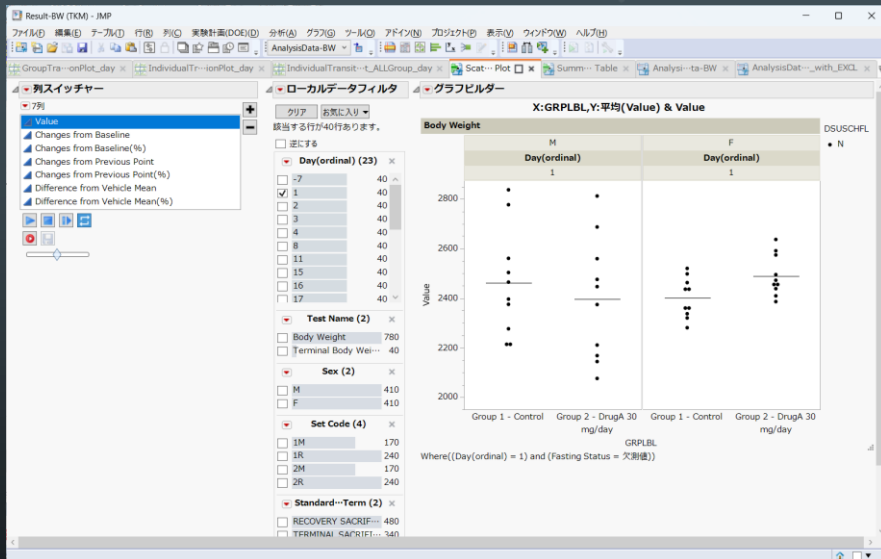 Result-BW (TKM) - JMP
ファイル(F) 編集(E) テーブル(T) 行(R) 列(C) 実験計画(DOE)(D) 分析(A) グラフ(G) ツール(O) アドイン(N) プロジェクト(P) 表示(V) ウィンドウ(W) ヘルプ(H)
AnalysisData-BW
GroupTra…onPlot_day × IndividualTr…ionPlot_day × IndividualTransit…t_ALLGroup_day × Scat… Plot × Summ… Table × Analysi…ta-BW × AnalysisDat…_with_EXCL ×
列スイッチャー
7列
Value
Changes from Baseline
Changes from Baseline(%)
Changes from Previous Point
Changes from Previous Point(%)
Difference from Vehicle Mean
Difference from Vehicle Mean(%)
ローカルデータフィルタ
クリア お気に入り
該当する行が40行あります。
逆にする
Day(ordinal) (23) ×
-7 40
1 40
2 40
3 40
4 40
8 40
11 40
15 40
16 40
17 40
Test Name (2) ×
Body Weight 780
Terminal Body Wei… 40
Sex (2) ×
M 410
F 410
Set Code (4) ×
1M 170
1R 240
2M 170
2R 240
Standard…Term (2) ×
RECOVERY SACRIF… 480
TERMINAL SACRIFI… 340
グラフビルダー
X:GRPLBL,Y:平均(Value) & Value
Body Weight
M F
Day(ordinal) Day(ordinal)
1 1
DSUSCHFL
N
2800
2600
2400
2200
2000
Value
Group 1 - Control Group 2 - DrugA 30 mg/day Group 1 - Control Group 2 - DrugA 30 mg/day
GRPLBL
Where((Day(ordinal) = 1) and (Fasting Status = 欠測値))